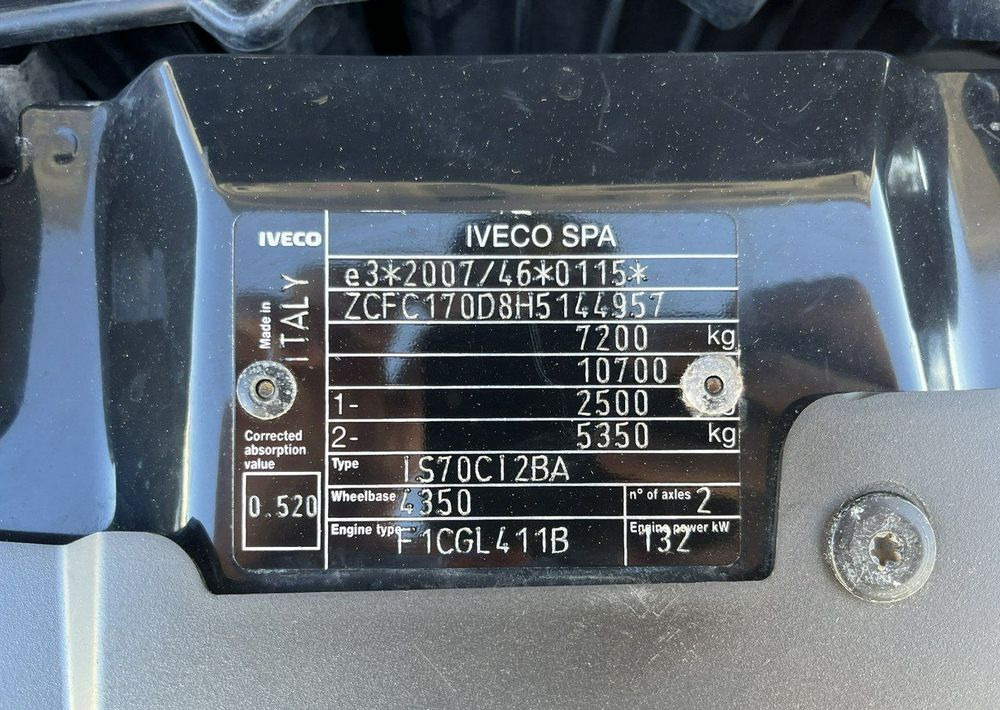 IVECO
IVECO SPA
e3*2007/46*0115*
ZCFC170D8H5144957
7200 kg
10700
1- 2500
2- 5350 kg
Made in
ITALY
Corrected
absorption
value
0.520
Type IS70CI2BA
Wheelbase 4350 n° of axles 2
Engine type F1CGL411B Engine power kW 132